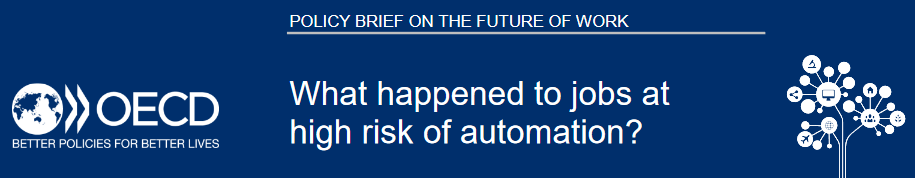 POLICY BRIEF ON THE FUTURE OF WORK
What happened to jobs at
high risk of automation?
OECD
BETTER POLICIES FOR BETTER LIVES